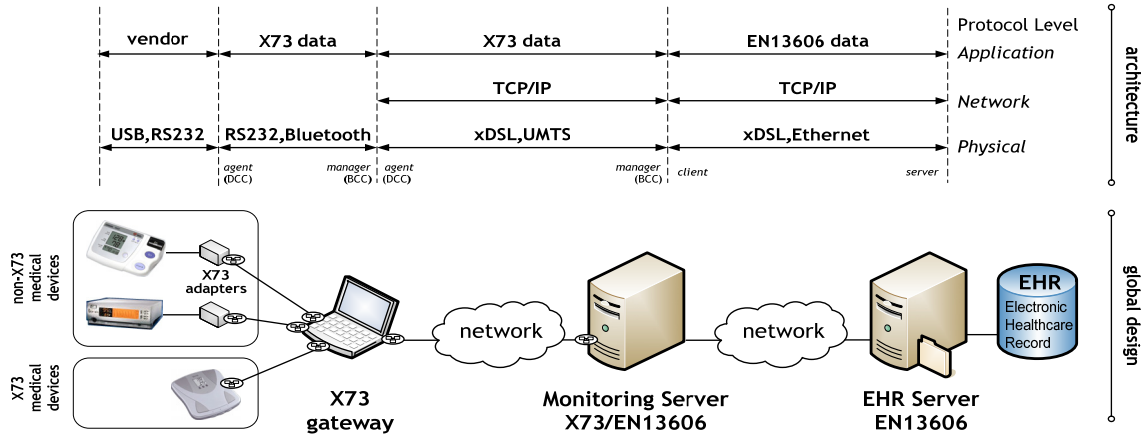 Protocol Level
vendor
X73 data
X73 data
EN13606 data
Application
TCP/IP
TCP/IP
Network
USB,RS232
RS232,Bluetooth
xDSL,UMTS
xDSL,Ethernet
Physical
agent
(DCC)
manager
(BCC)
agent
(DCC)
manager
(BCC)
client
server
architecture
non-X73
medical
devices
X73
adapters
X73
medical
devices
network
network
EHR
Electronic
Healthcare
Record
X73
gateway
Monitoring Server
X73/EN13606
EHR Server
EN13606
global design